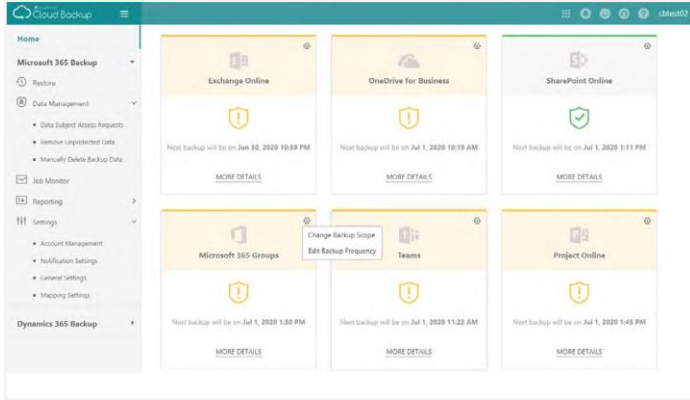 Cloud Backup
cbtest02
Home
Microsoft 365 Backup
Restore
Data Management
Data Subject Access Requests
Remove Unprotected Data
Manually Delete Backup Data
Job Monitor
Reporting
Settings
Account Management
Notification Settings
General Settings
Mapping Settings
Dynamics 365 Backup
Exchange Online
Next backup will be on Jun 30, 2020 10:59 PM
MORE DETAILS
OneDrive for Business
Next backup will be on Jul 1, 2020 10:19 AM
MORE DETAILS
SharePoint Online
Next backup will be on Jul 1, 2020 1:11 PM
MORE DETAILS
Microsoft 365 Groups
Next backup will be on Jul 1, 2020 1:30 PM
MORE DETAILS
Change Backup Scope
Edit Backup Frequency
Teams
Next backup will be on Jul 1, 2020 11:22 AM
MORE DETAILS
Project Online
Next backup will be on Jul 1, 2020 1:45 PM
MORE DETAILS